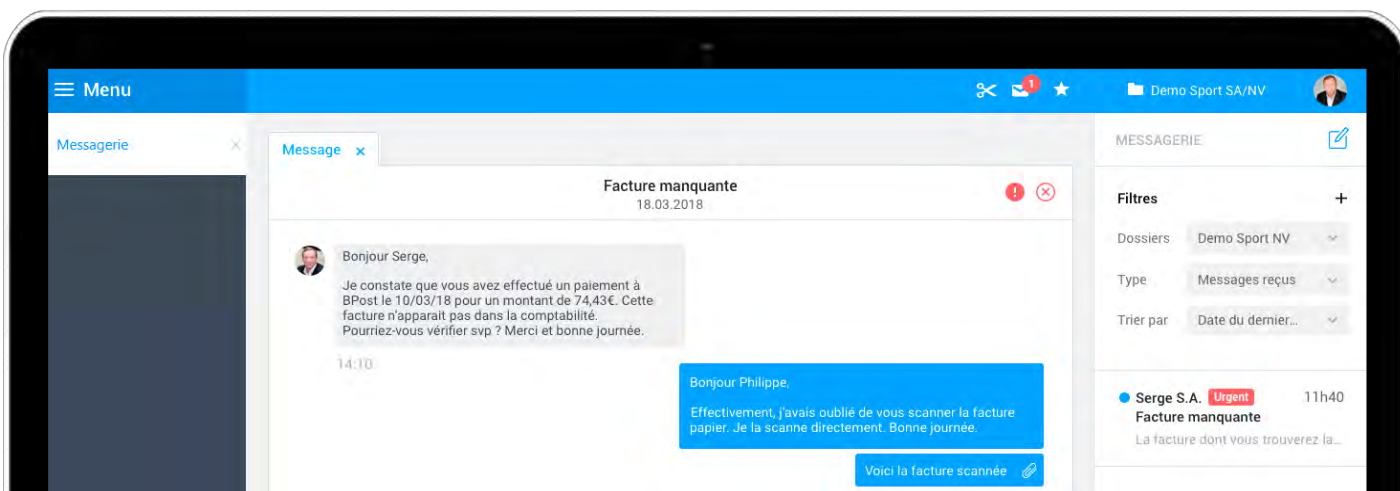 Menu
1
Demo Sport SA/NV
Messagerie
Message
Facture manquante
18.03.2018
Bonjour Serge,
Je constate que vous avez effectué un paiement à
BPost le 10/03/18 pour un montant de 74,43€. Cette
facture n'apparait pas dans la comptabilité.
Pourriez-vous vérifier svp ? Merci et bonne journée.
14:10
Bonjour Philippe,
Effectivement, j'avais oublié de vous scanner la facture
papier. Je la scanne directement. Bonne journée.
Voici la facture scannée
MESSAGERIE
Filtres
Dossiers Demo Sport NV
Type Messages reçus
Trier par Date du dernier...
Serge S.A. Urgent 11h40
Facture manquante
La facture dont vous trouverez la...